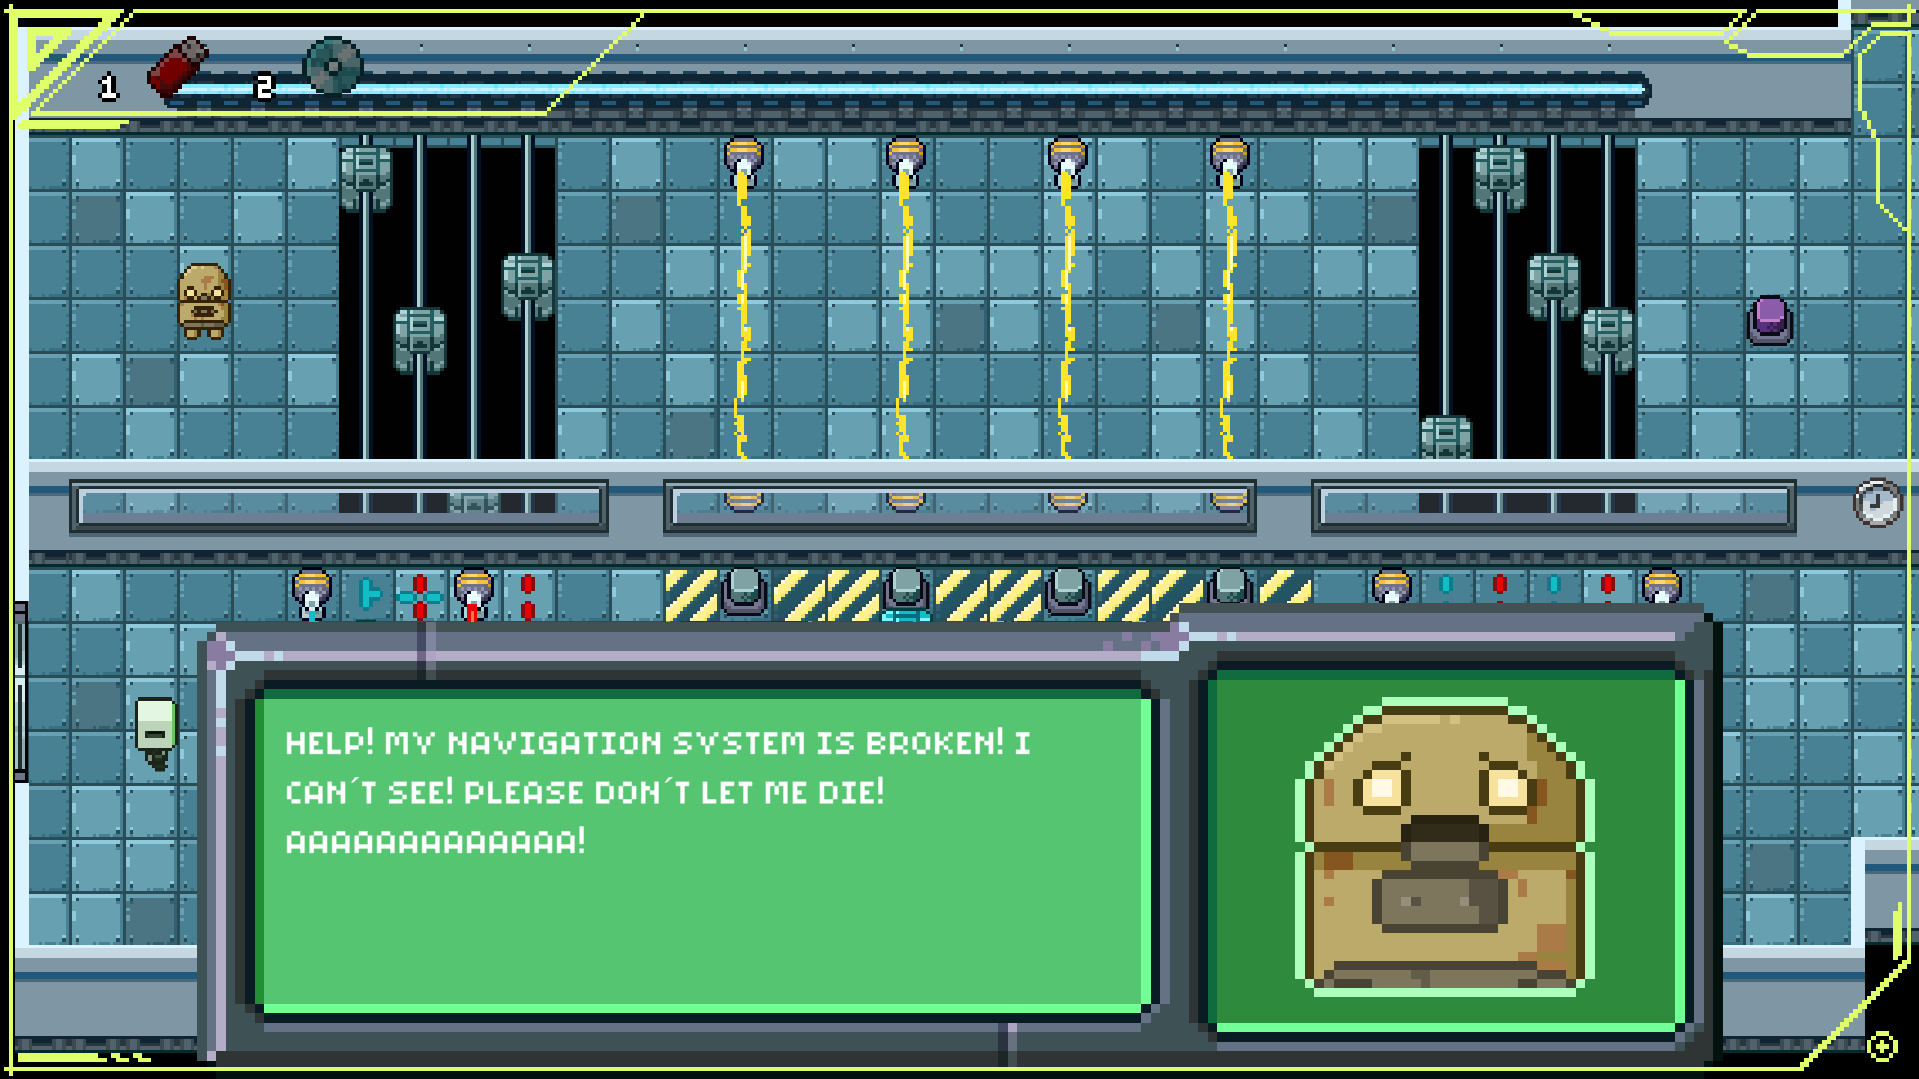 1 2
HELP! MY NAVIGATION SYSTEM IS BROKEN! I
CAN´T SEE! PLEASE DON´T LET ME DIE!
AAAAAAAAAAAAA!